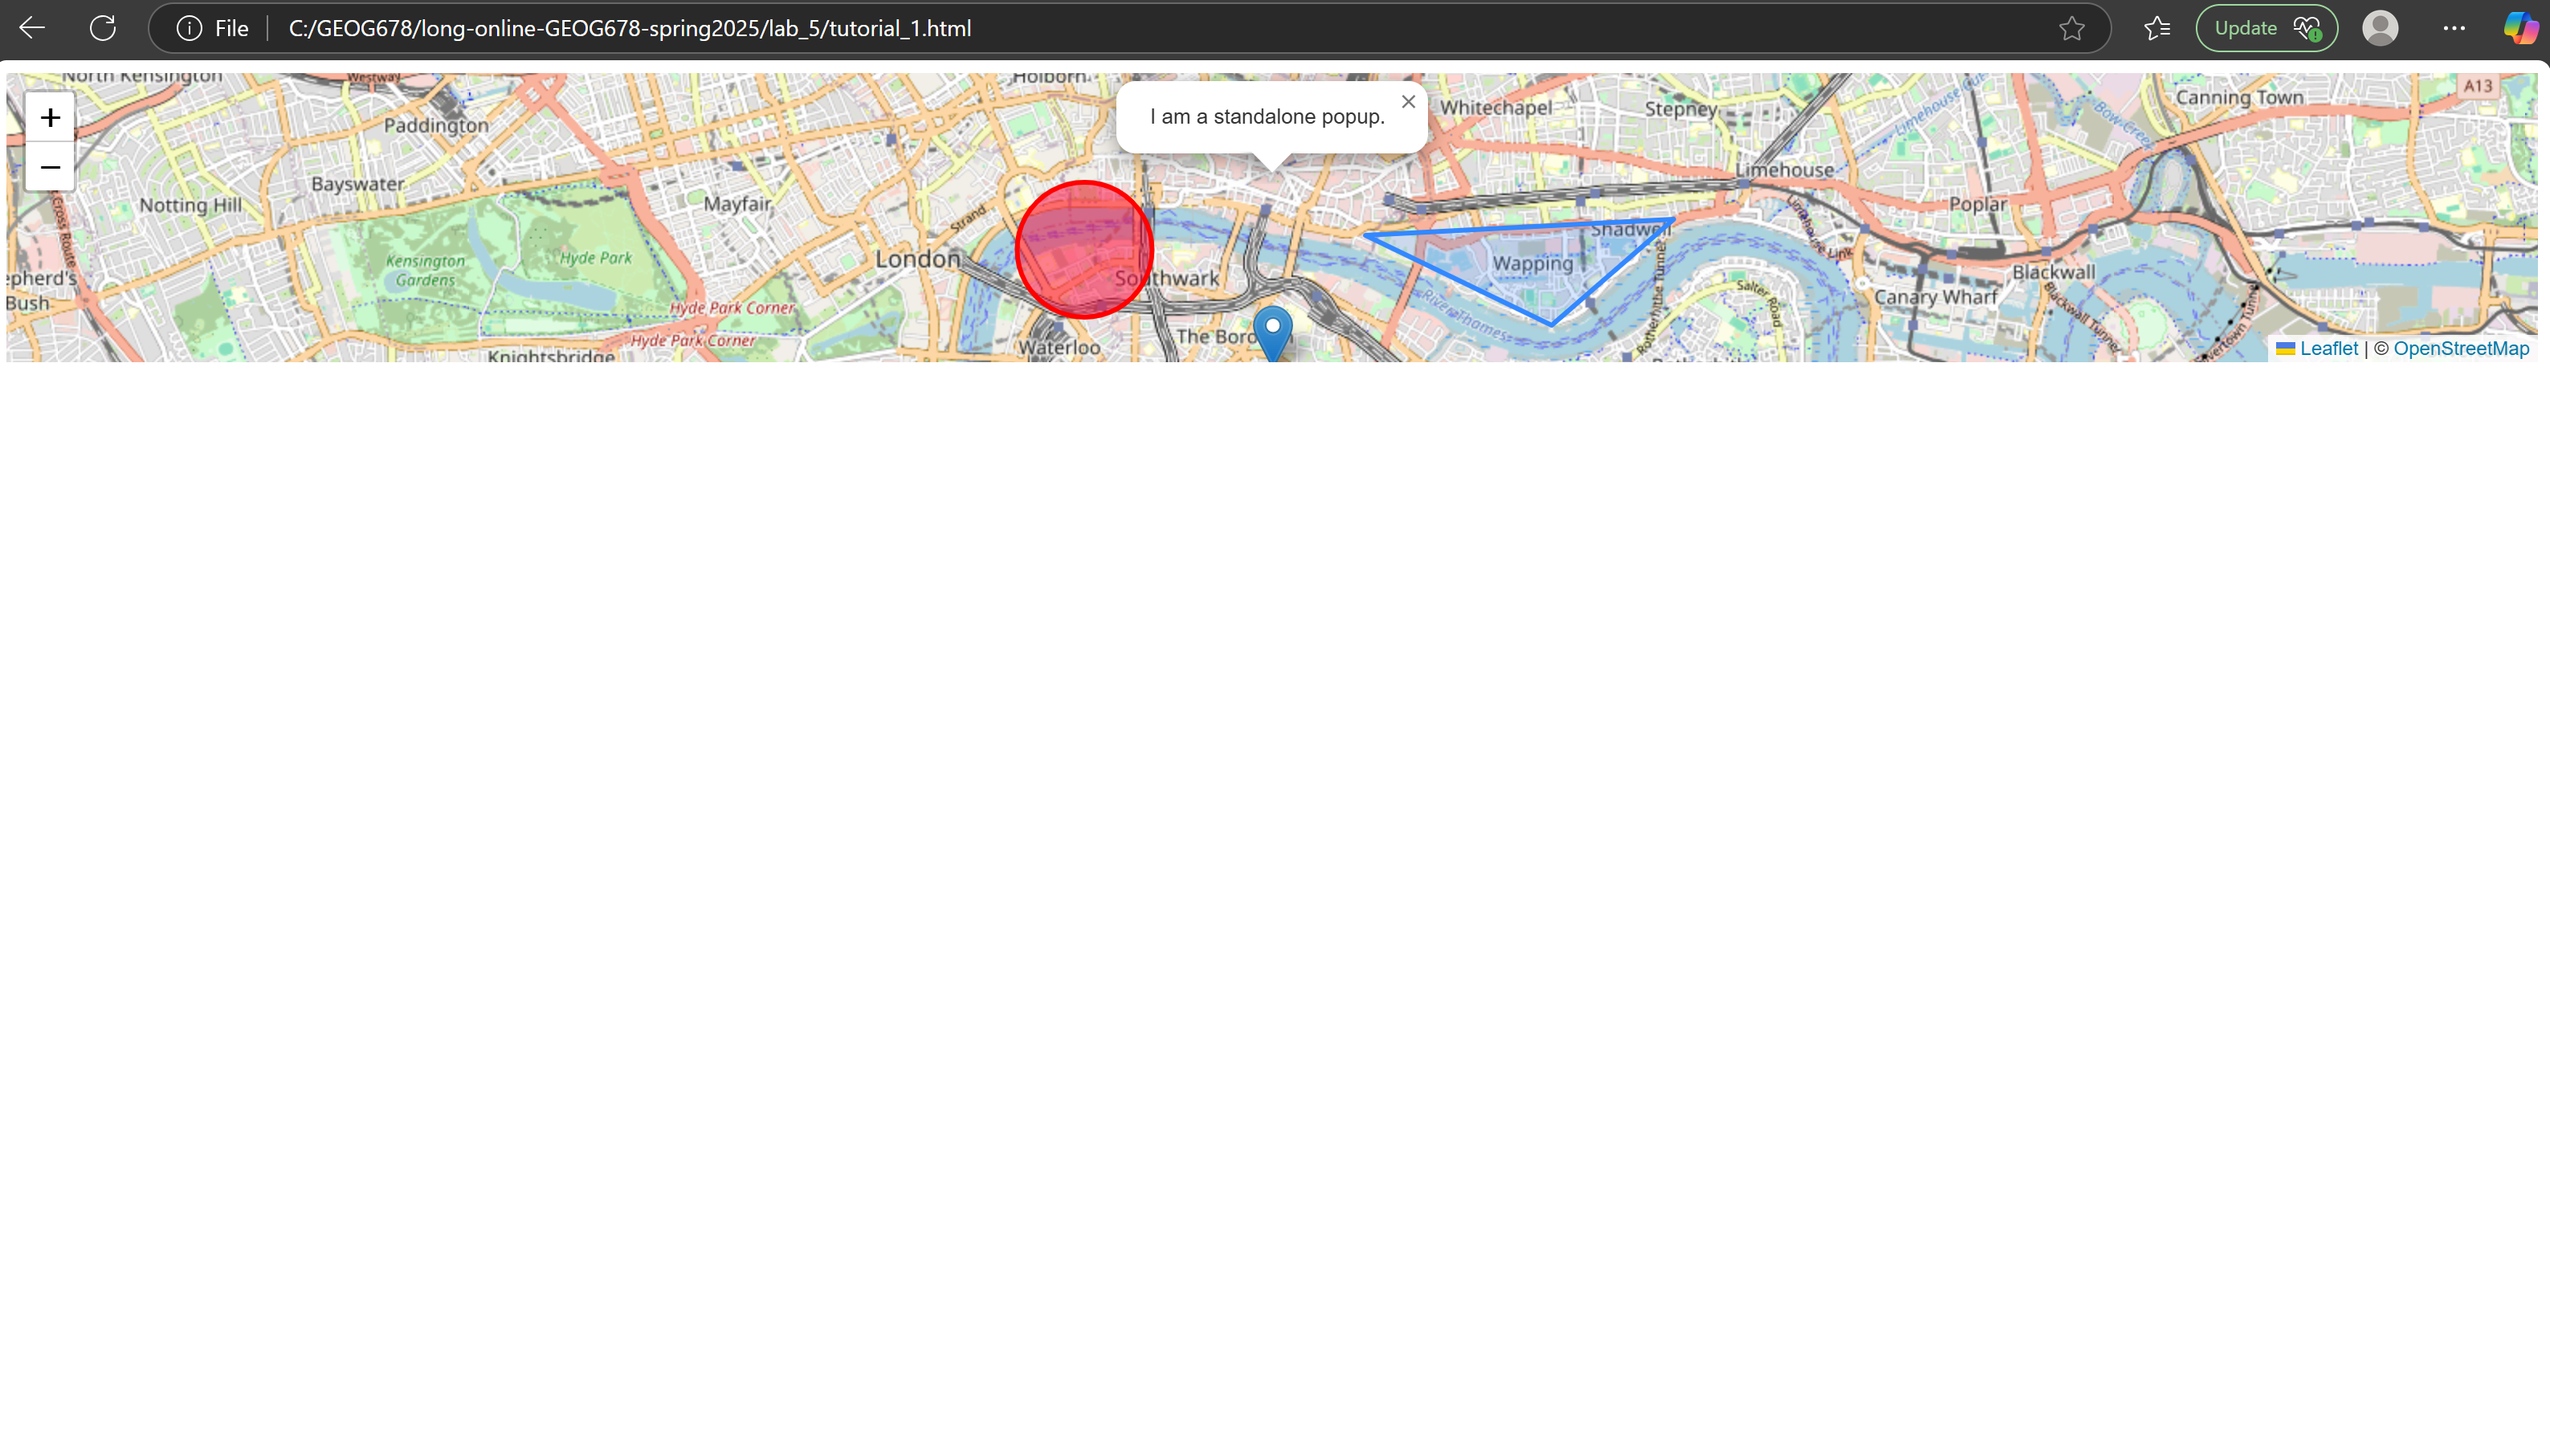 File
C:/GEOG678/long-online-GEOG678-spring2025/lab_5/tutorial_1.html
Update
North Kensington
Westway
Holborn
A13
+
I am a standalone popup.
×
Whitechapel
Stepney
Limehouse Cut
Bow Creek
Canning Town
Paddington
−
Bayswater
Limehouse
Notting Hill
Mayfair
Strand
Poplar
Cross Route
Shadwell
Limehouse Link
Kensington
Gardens
Hyde Park
London
Wapping
Blackwall
Southwark
epherd's
Bush
Salter Road
Canary Wharf
Hyde Park Corner
River Thames
Rotherhithe Tunnel
Blackwall Tunnel
vertown Tunne
Hyde Park Corner
Waterloo
Knightsbridge
Leaflet | © OpenStreetMap